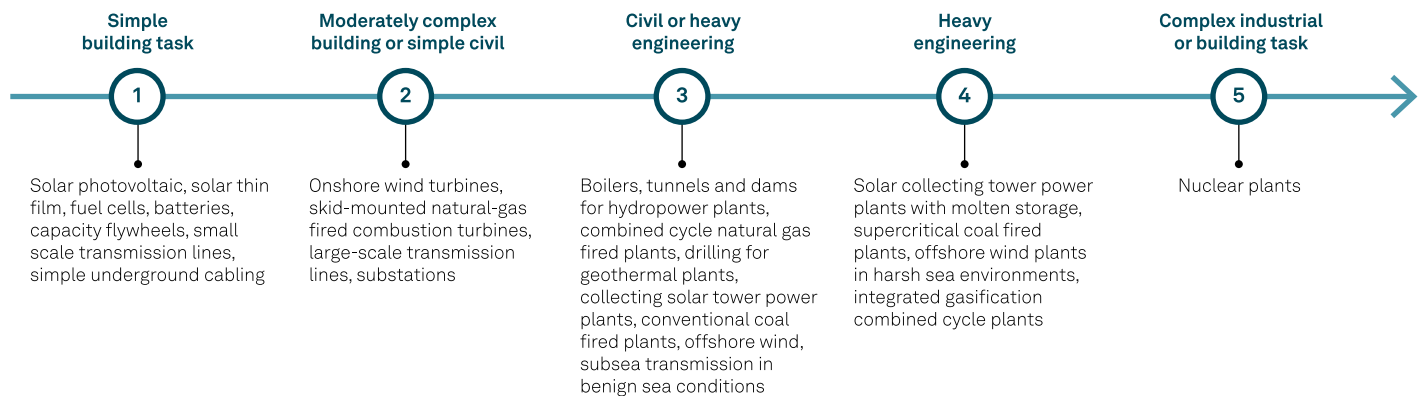 Simple
building task
1
Solar photovoltaic, solar thin
film, fuel cells, batteries,
capacity flywheels, small
scale transmission lines,
simple underground cabling
Moderately complex
building or simple civil
2
Onshore wind turbines,
skid-mounted natural-gas
fired combustion turbines,
large-scale transmission
lines, substations
Civil or heavy
engineering
3
Boilers, tunnels and dams
for hydropower plants,
combined cycle natural gas
fired plants, drilling for
geothermal plants,
collecting solar tower power
plants, conventional coal
fired plants, offshore wind,
subsea transmission in
benign sea conditions
Heavy
engineering
4
Solar collecting tower power
plants with molten storage,
supercritical coal fired
plants, offshore wind plants
in harsh sea environments,
integrated gasification
combined cycle plants
Complex industrial
or building task
5
Nuclear plants